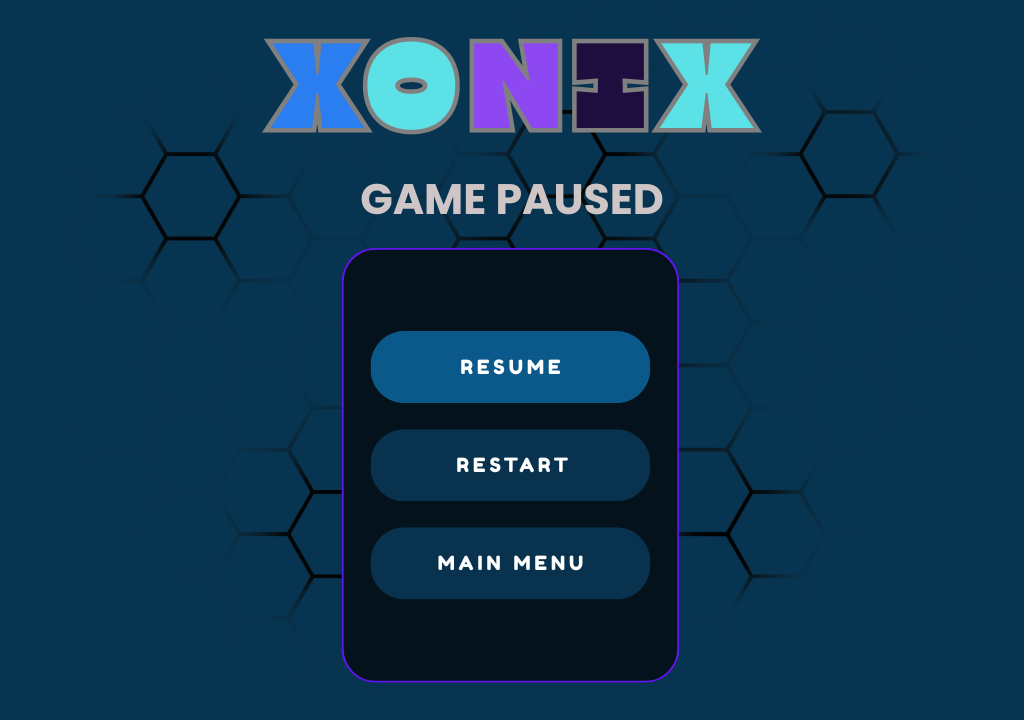 XONIX
GAME PAUSED
RESUME
RESTART
MAIN MENU